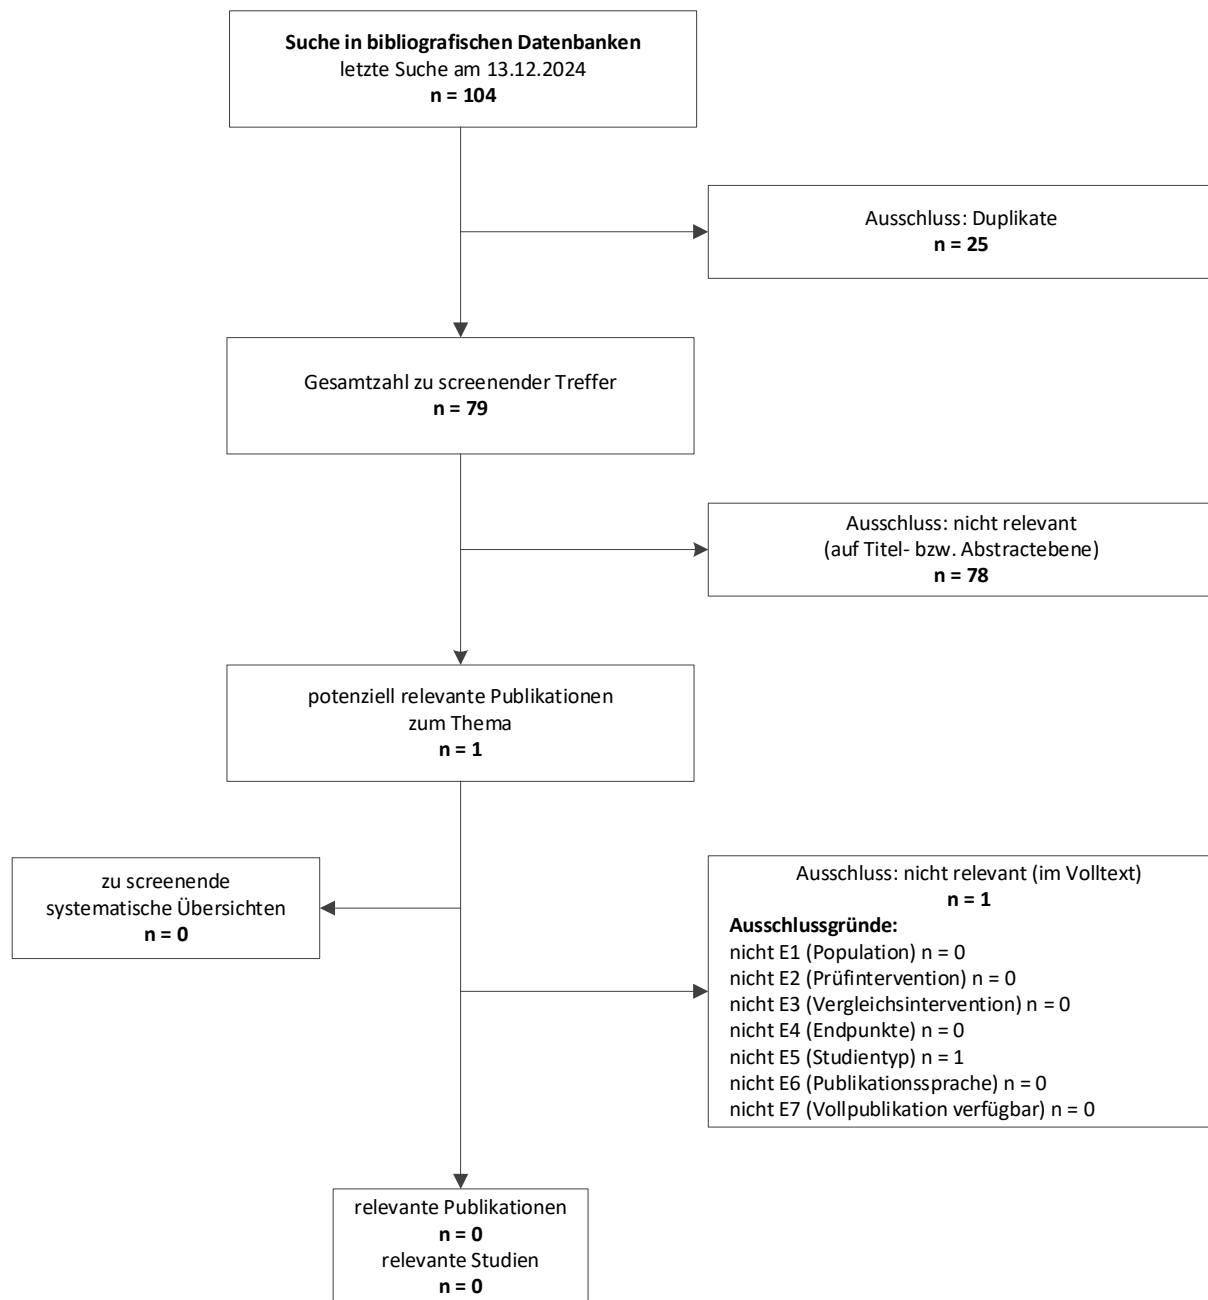 Suche in bibliografischen Datenbanken
letzte Suche am 13.12.2024
n = 104
Ausschluss: Duplikate
n = 25
Gesamtzahl zu screenender Treffer
n = 79
Ausschluss: nicht relevant
(auf Titel- bzw. Abstractebene)
n = 78
potenziell relevante Publikationen
zum Thema
n = 1
zu screenende
systematische Übersichten
n = 0
Ausschluss: nicht relevant (im Volltext)
n = 1
Ausschlussgründe:
nicht E1 (Population) n = 0
nicht E2 (Prüfintervention) n = 0
nicht E3 (Vergleichsintervention) n = 0
nicht E4 (Endpunkte) n = 0
nicht E5 (Studientyp) n = 1
nicht E6 (Publikationssprache) n = 0
nicht E7 (Vollpublikation verfügbar) n = 0
relevante Publikationen
n = 0
relevante Studien
n = 0